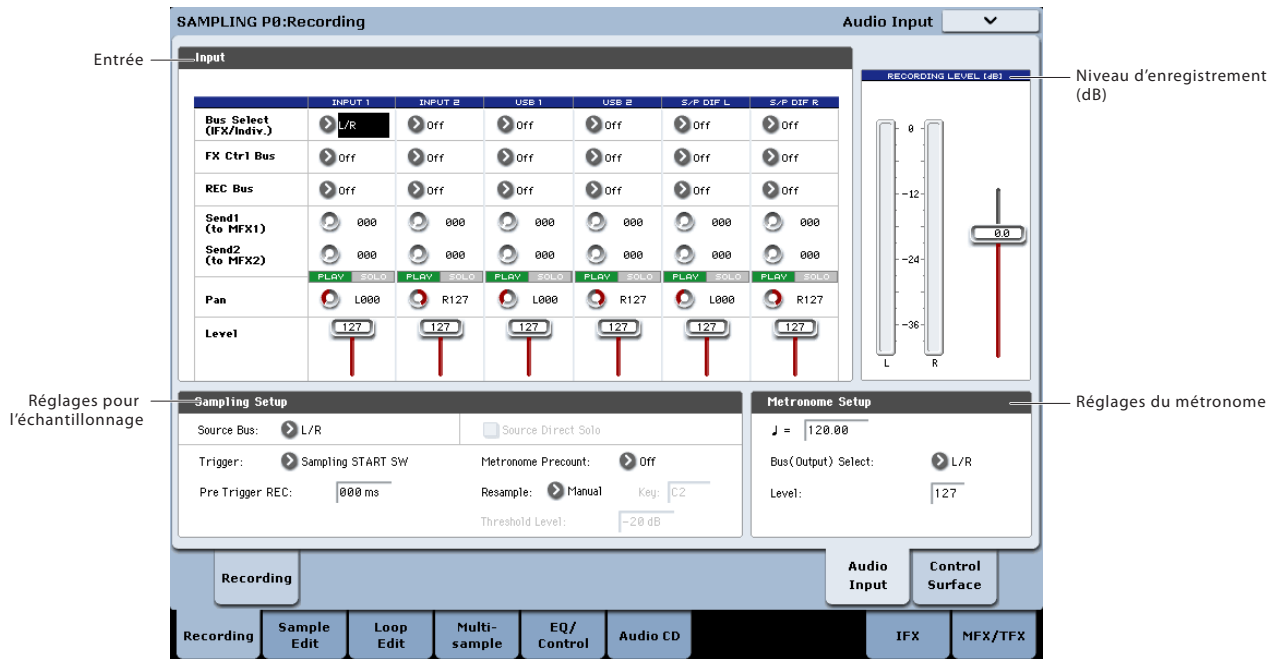 SAMPLING P0:Recording
Audio Input
Entrée
Input
RECORDING LEVEL [dB]
Niveau d'enregistrement
(dB)
INPUT 1 INPUT 2 USB 1 USB 2 S/P DIF L S/P DIF R
Bus Select
(IFX/Indiv.)
L/R Off Off Off Off Off
FX Ctrl Bus Off Off Off Off Off Off
REC Bus Off Off Off Off Off Off
Send1
(to MFX1)
000 000 000 000 000 000
Send2
(to MFX2)
000 000 000 000 000 000
PLAY SOLO PLAY SOLO PLAY SOLO PLAY SOLO PLAY SOLO PLAY SOLO
Pan L000 R127 L000 R127 L000 R127
Level 127 127 127 127 127 127
0
-12
-24
-36
L R
0.0
Réglages pour
l'échantillonnage
Sampling Setup
Source Bus: L/R Source Direct Solo
Trigger: Sampling START SW Metronome Precount: Off
Pre Trigger REC: 000 ms Resample: Manual Key: C2
Threshold Level: -20 dB
Metronome Setup
Réglages du métronome
♩ = 120.00
Bus(Output) Select: L/R
Level: 127
Recording
Audio
Input
Control
Surface
Recording
Sample
Edit
Loop
Edit
Multi-
sample
EQ/
Control
Audio CD
IFX
MFX/TFX